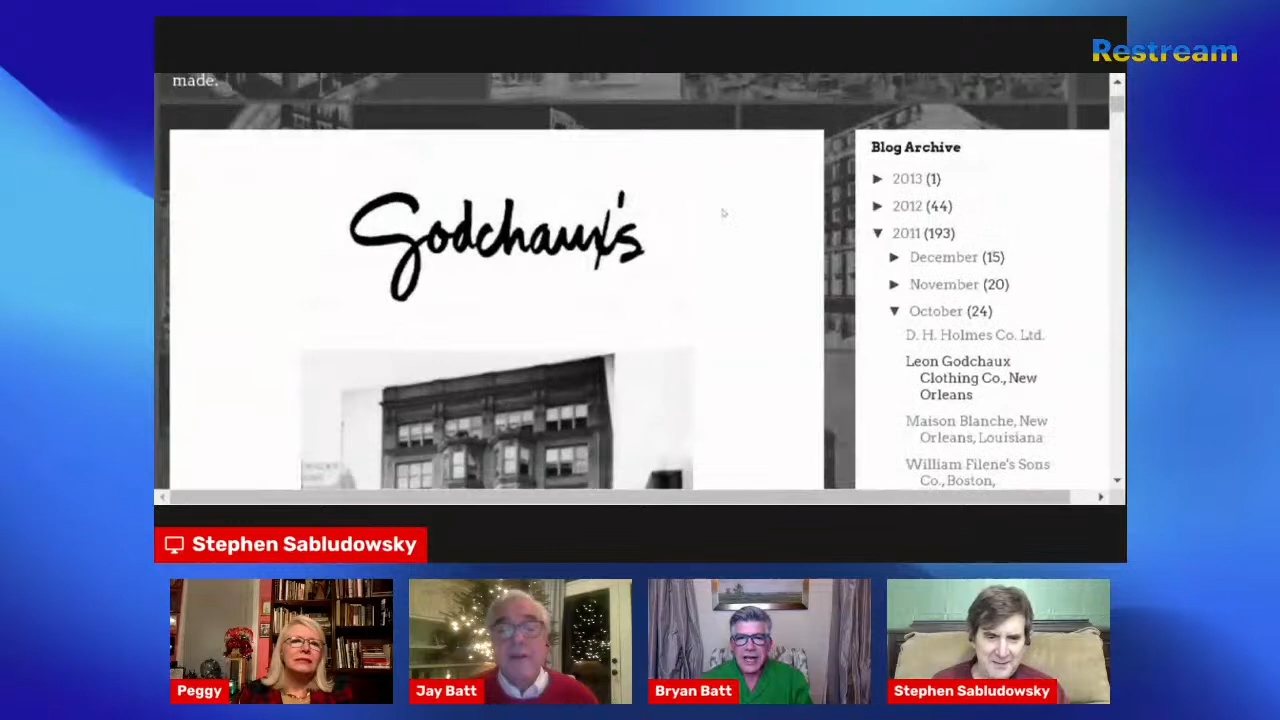 Restream
made.
Godchaux's
Blog Archive
► 2013 (1)
► 2012 (44)
▼ 2011 (193)
► December (15)
► November (20)
▼ October (24)
D. H. Holmes Co. Ltd.
Leon Godchaux
Clothing Co., New
Orleans
Maison Blanche, New
Orleans, Louisiana
William Filene's Sons
Co., Boston,
Stephen Sabludowsky
Peggy
Jay Batt
Bryan Batt
Stephen Sabludowsky